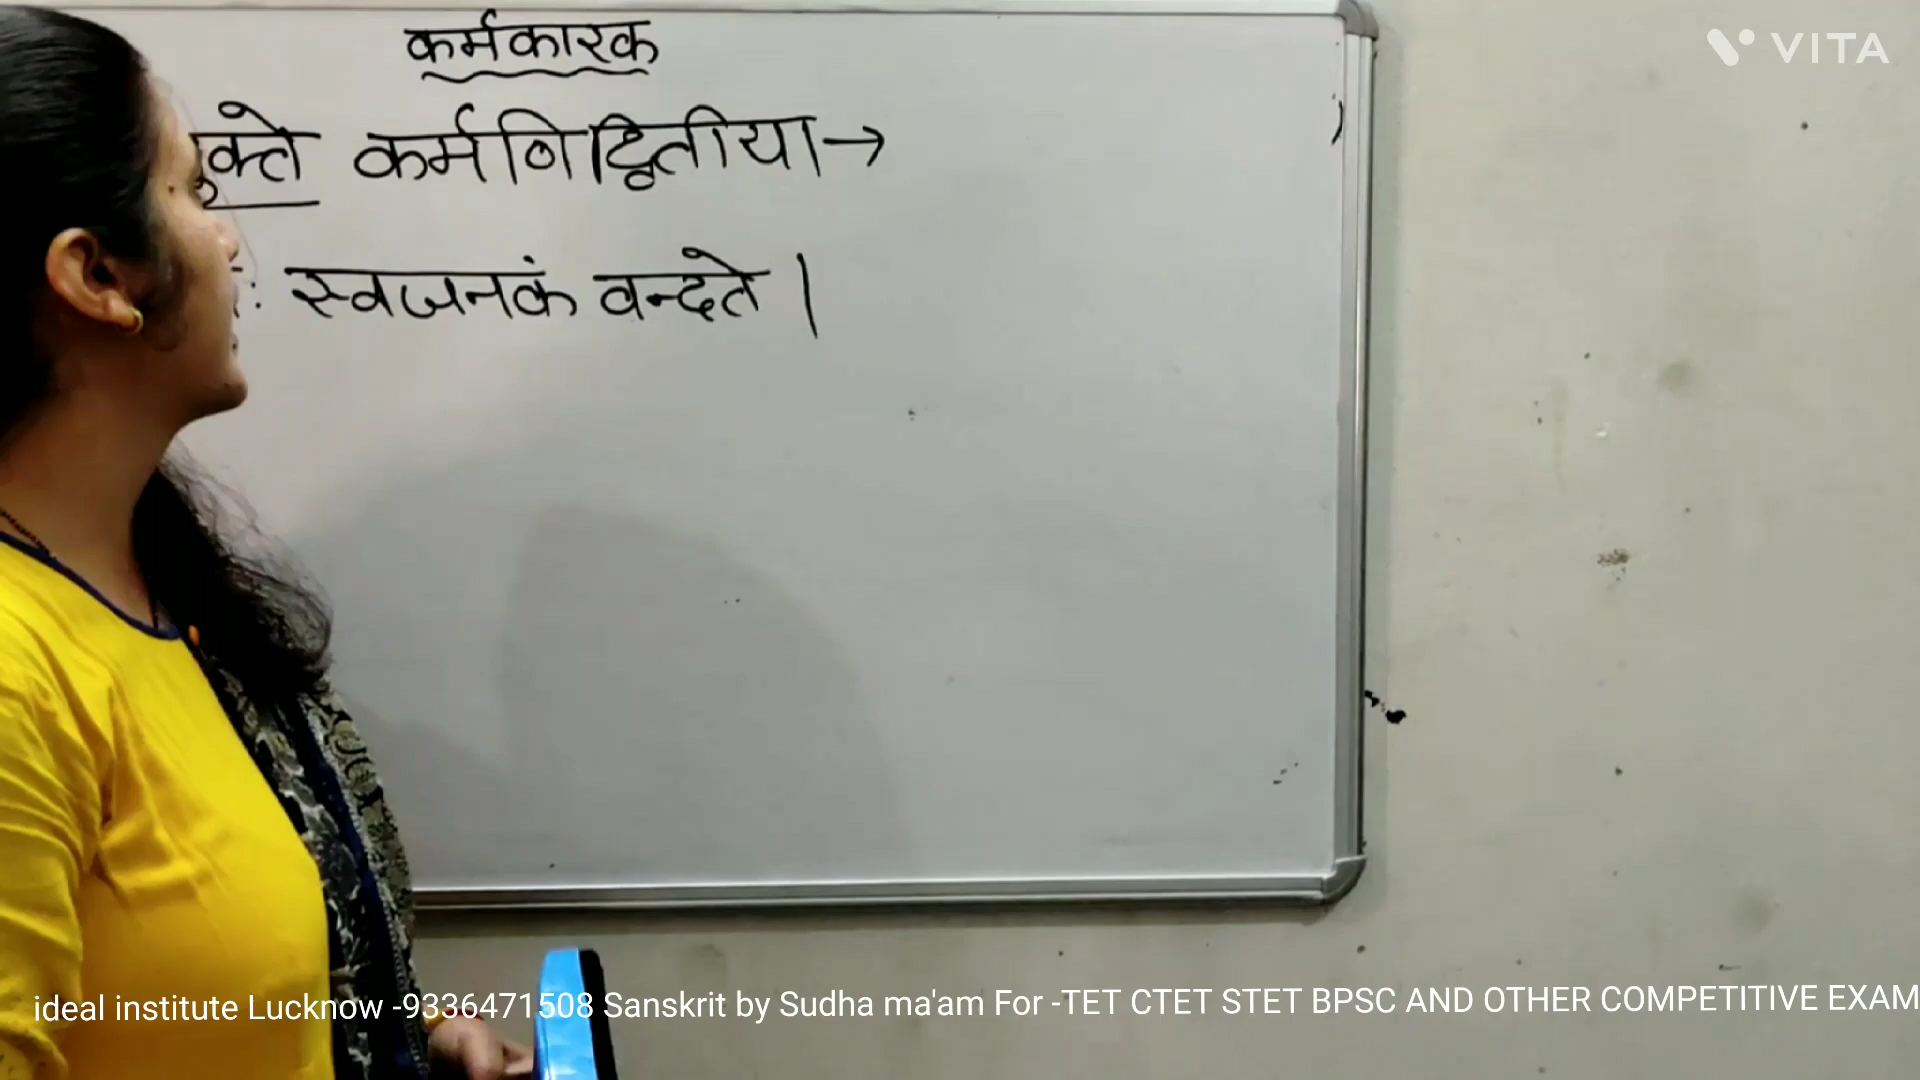 VITA
कर्मकारक
कर्मणि द्वितीया →
स्वजनकं वन्दते ।
ideal institute Lucknow -9336471508 Sanskrit by Sudha ma'am For -TET CTET STET BPSC AND OTHER COMPETITIVE EXAM